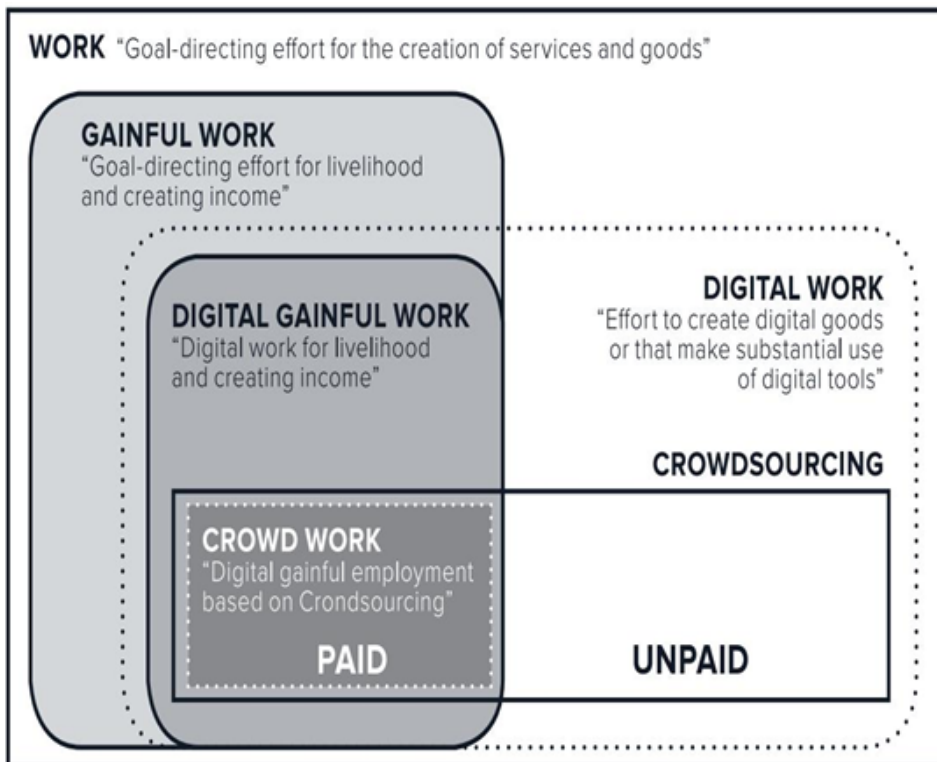 WORK “Goal-directing effort for the creation of services and goods”
GAINFUL WORK
“Goal-directing effort for livelihood
and creating income”
DIGITAL GAINFUL WORK
“Digital work for livelihood
and creating income”
DIGITAL WORK
“Effort to create digital goods
or that make substantial use
of digital tools”
CROWDSOURCING
CROWD WORK
“Digital gainful employment
based on Crondsourcing”
PAID
UNPAID